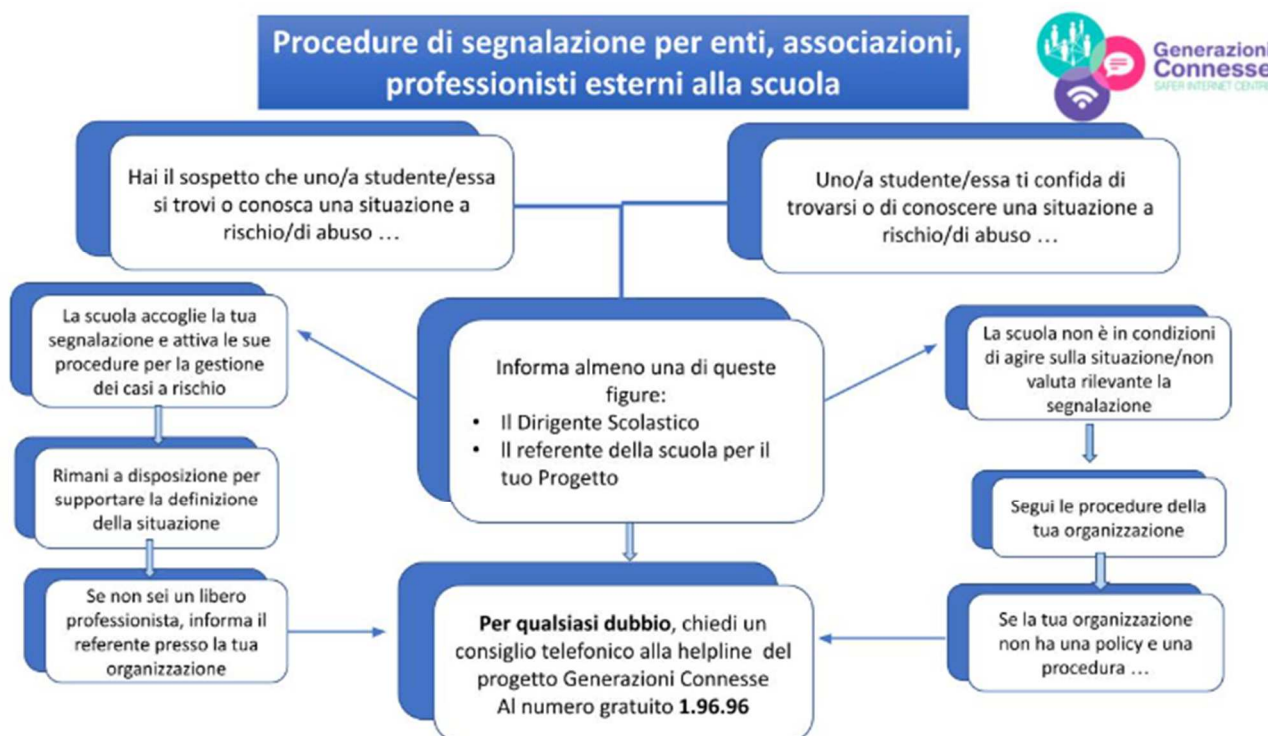 Procedure di segnalazione per enti, associazioni,
professionisti esterni alla scuola
Generazioni
Connesse
SAFER INTERNET CENTRE
Hai il sospetto che uno/a studente/essa
si trovi o conosca una situazione a
rischio/di abuso …
Uno/a studente/essa ti confida di
trovarsi o di conoscere una situazione a
rischio/di abuso …
La scuola accoglie la tua
segnalazione e attiva le sue
procedure per la gestione
dei casi a rischio
Informa almeno una di queste
figure:
• Il Dirigente Scolastico
• Il referente della scuola per il
tuo Progetto
La scuola non è in condizioni
di agire sulla situazione/non
valuta rilevante la
segnalazione
Rimani a disposizione per
supportare la definizione
della situazione
Segui le procedure della
tua organizzazione
Se non sei un libero
professionista, informa il
referente presso la tua
organizzazione
Per qualsiasi dubbio, chiedi un
consiglio telefonico alla helpline del
progetto Generazioni Connesse
Al numero gratuito 1.96.96
Se la tua organizzazione
non ha una policy e una
procedura …